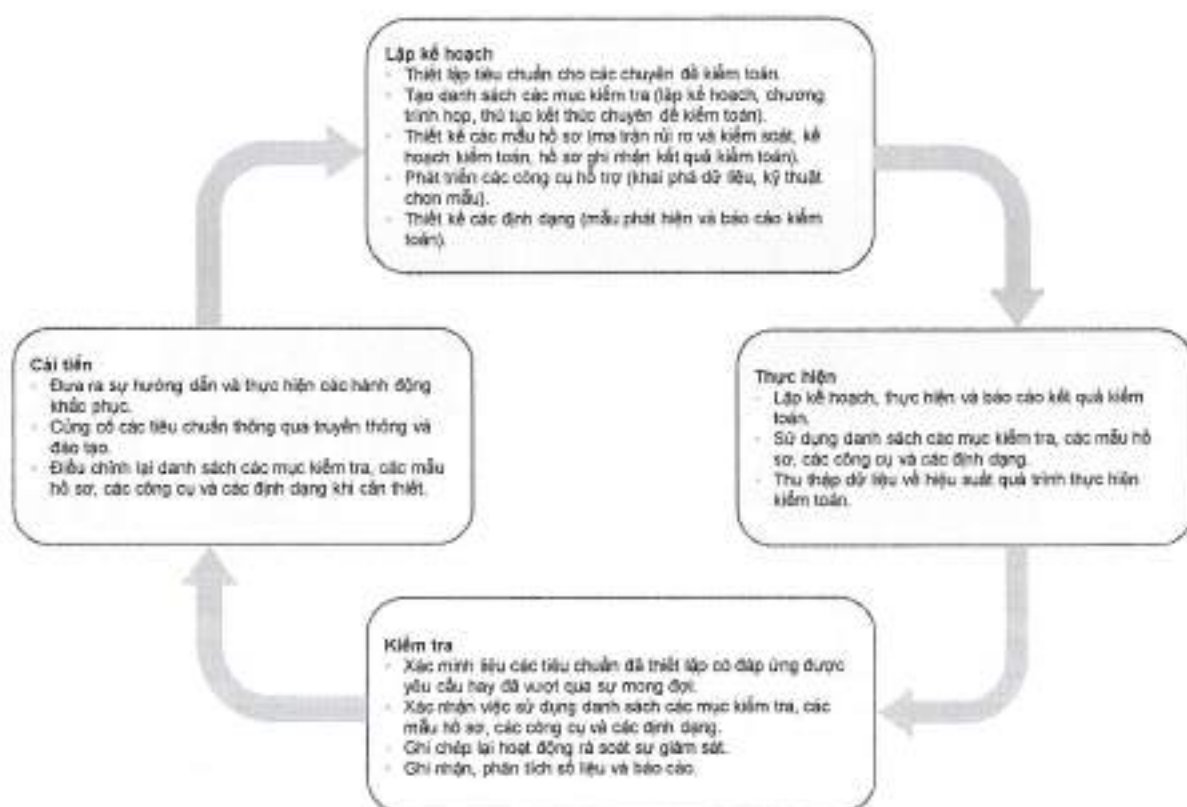 Lập kế hoạch
- Thiết lập tiêu chuẩn cho các chuyên đề kiểm toán.
- Tạo danh sách các mục kiểm tra (lập kế hoạch, chương
trình họp, thủ tục kết thúc chuyên đề kiểm toán).
- Thiết kế các mẫu hồ sơ (ma trận rủi ro và kiểm soát, kế
hoạch kiểm toán, hồ sơ ghi nhận kết quả kiểm toán).
- Phát triển các công cụ hỗ trợ (khai phá dữ liệu, kỹ thuật
chọn mẫu).
- Thiết kế các định dạng (mẫu phát hiện và báo cáo kiểm
toán).
Thực hiện
- Lập kế hoạch, thực hiện và báo cáo kết quả kiểm
toán.
- Sử dụng danh sách các mục kiểm tra, các mẫu hồ
sơ, các công cụ và các định dạng.
- Thu thập dữ liệu về hiệu suất quá trình thực hiện
kiểm toán.
Kiểm tra
- Xác minh liệu các tiêu chuẩn đã thiết lập có đáp ứng được
yêu cầu hay đã vượt qua sự mong đợi.
- Xác nhận việc sử dụng danh sách các mục kiểm tra, các
mẫu hồ sơ, các công cụ và các định dạng.
- Ghi chép lại hoạt động rà soát sự giám sát.
- Ghi nhận, phân tích số liệu và báo cáo.
Cải tiến
- Đưa ra sự hướng dẫn và thực hiện các hành động
khắc phục.
- Củng cố các tiêu chuẩn thông qua truyền thông và
đào tạo.
- Điều chỉnh lại danh sách các mục kiểm tra, các mẫu
hồ sơ, các công cụ và các định dạng khi cần thiết.